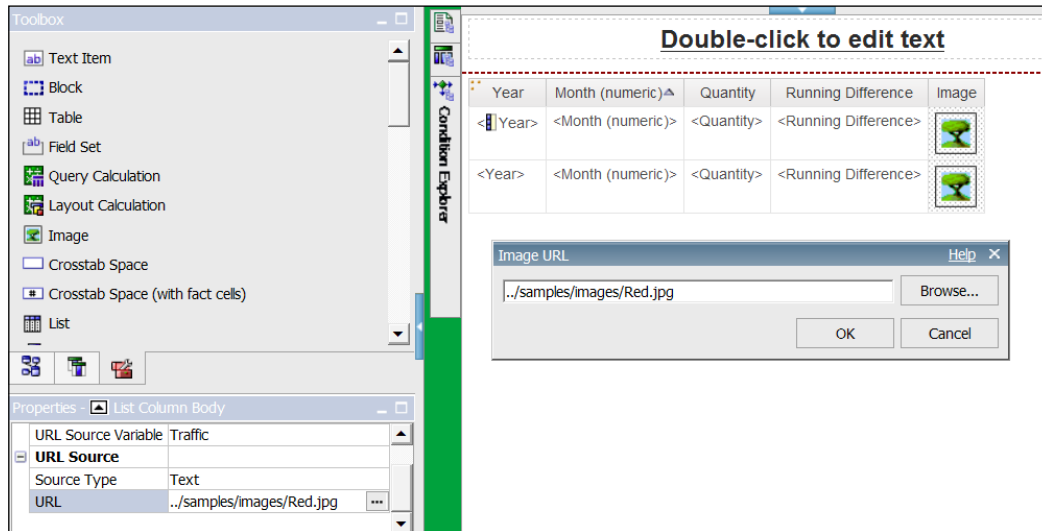 Toolbox
ab Text Item
Block
Table
ab Field Set
Query Calculation
Layout Calculation
Image
Crosstab Space
# Crosstab Space (with fact cells)
List
Properties - List Column Body
URL Source Variable Traffic
URL Source
Source Type Text
URL ../samples/images/Red.jpg ...
Condition Explorer
Double-click to edit text
Year Month (numeric) Quantity Running Difference Image
<Year> <Month (numeric)> <Quantity> <Running Difference>
<Year> <Month (numeric)> <Quantity> <Running Difference>
Image URL Help
../samples/images/Red.jpg Browse...
OK Cancel